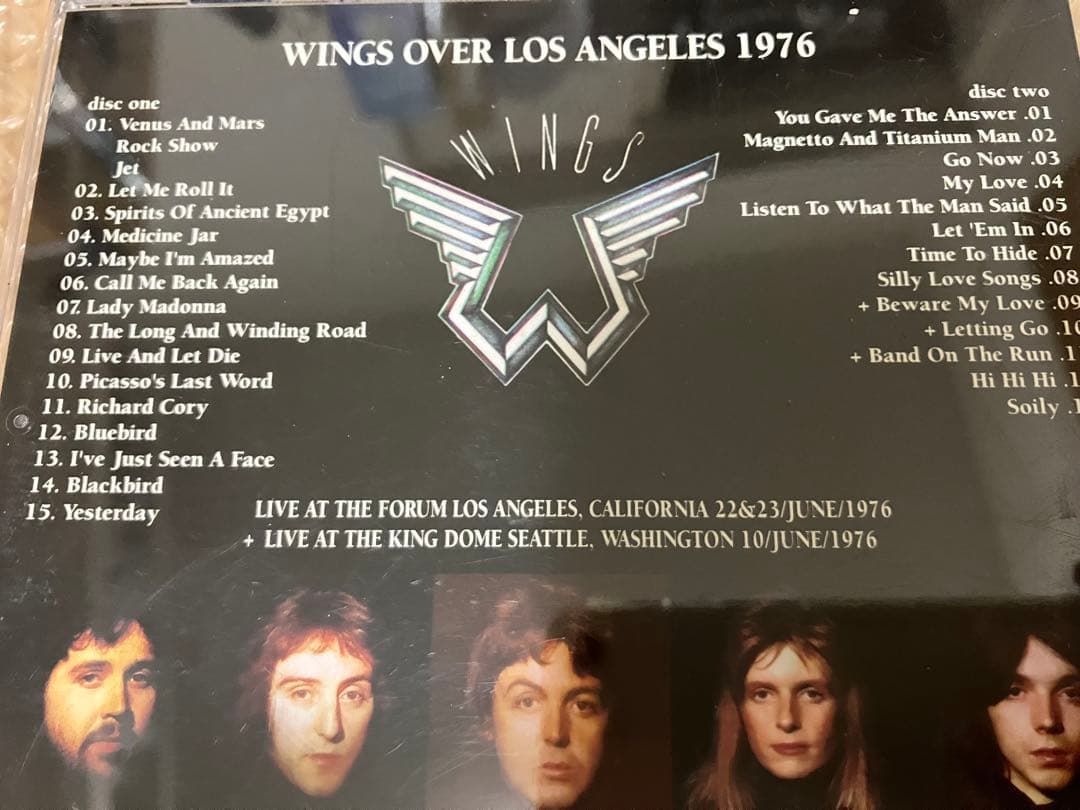 WINGS OVER LOS ANGELES 1976
disc one
01. Venus And Mars
Rock Show
Jet
02. Let Me Roll It
03. Spirits Of Ancient Egypt
04. Medicine Jar
05. Maybe I'm Amazed
06. Call Me Back Again
07. Lady Madonna
08. The Long And Winding Road
09. Live And Let Die
10. Picasso's Last Word
11. Richard Cory
12. Bluebird
13. I've Just Seen A Face
14. Blackbird
15. Yesterday
WINGS
disc two
You Gave Me The Answer .01
Magnetto And Titanium Man .02
Go Now .03
My Love .04
Listen To What The Man Said .05
Let 'Em In .06
Time To Hide .07
Silly Love Songs .08
+ Beware My Love .09
+ Letting Go .10
+ Band On The Run .1
Hi Hi Hi .1
Soily .1
LIVE AT THE FORUM LOS ANGELES, CALIFORNIA 22&23/JUNE/1976
+ LIVE AT THE KING DOME SEATTLE, WASHINGTON 10/JUNE/1976